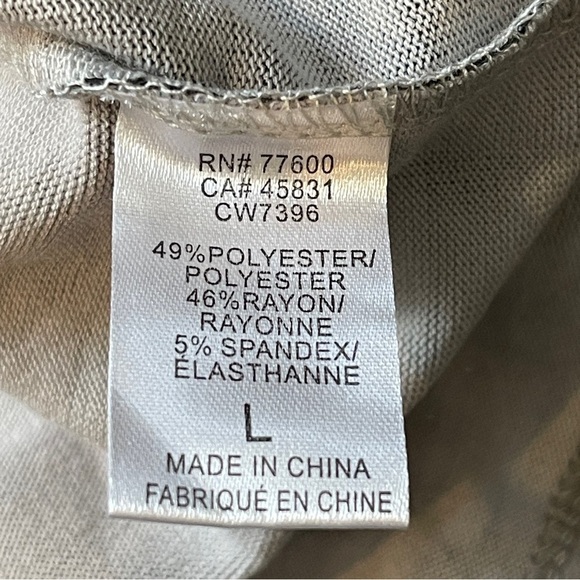 RN# 77600
CA# 45831
CW7396
49%POLYESTER/
POLYESTER
46%RAYON/
RAYONNE
5% SPANDEX/
ÉLASTHANNE
L
MADE IN CHINA
FABRIQUÉ EN CHINE